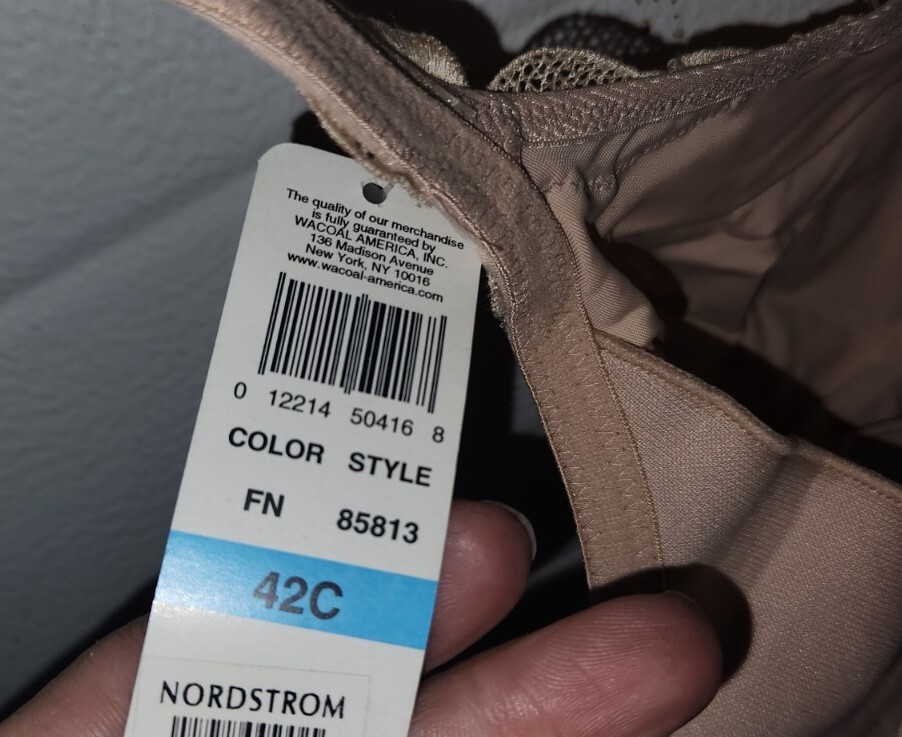 The quality of our merchandise
is fully guaranteed by
WACOAL AMERICA, INC.
136 Madison Avenue
New York, NY 10016
www.wacoal-america.com
0 12214 50416 8
COLOR STYLE
FN 85813
42C
NORDSTROM